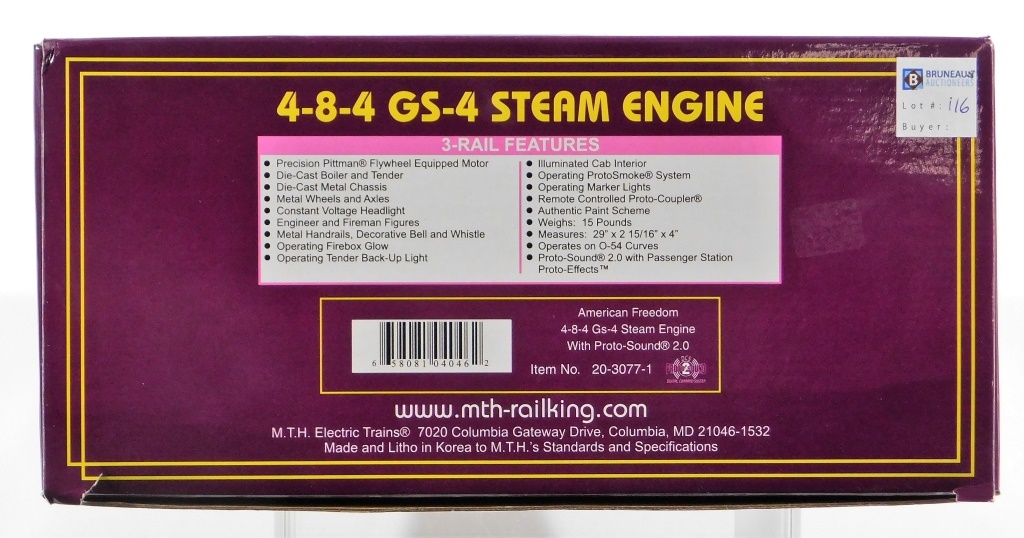 BRUNEAU &
AUCTIONEERS
B
Lot #: 116
Buyer:
4-8-4 GS-4 STEAM ENGINE
3-RAIL FEATURES
● Precision Pittman® Flywheel Equipped Motor
● Die-Cast Boiler and Tender
● Die-Cast Metal Chassis
● Metal Wheels and Axles
● Constant Voltage Headlight
● Engineer and Fireman Figures
● Metal Handrails, Decorative Bell and Whistle
● Operating Firebox Glow
● Operating Tender Back-Up Light
● Illuminated Cab Interior
● Operating ProtoSmoke® System
● Operating Marker Lights
● Remote Controlled Proto-Coupler®
● Authentic Paint Scheme
● Weighs: 15 Pounds
● Measures: 29" x 2 15/16" x 4"
● Operates on O-54 Curves
● Proto-Sound® 2.0 with Passenger Station
Proto-Effects™
6 58081 04046 2
American Freedom
4-8-4 Gs-4 Steam Engine
With Proto-Sound® 2.0
Item No. 20-3077-1
www.mth-railking.com
M.T.H. Electric Trains® 7020 Columbia Gateway Drive, Columbia, MD 21046-1532
Made and Litho in Korea to M.T.H.'s Standards and Specifications